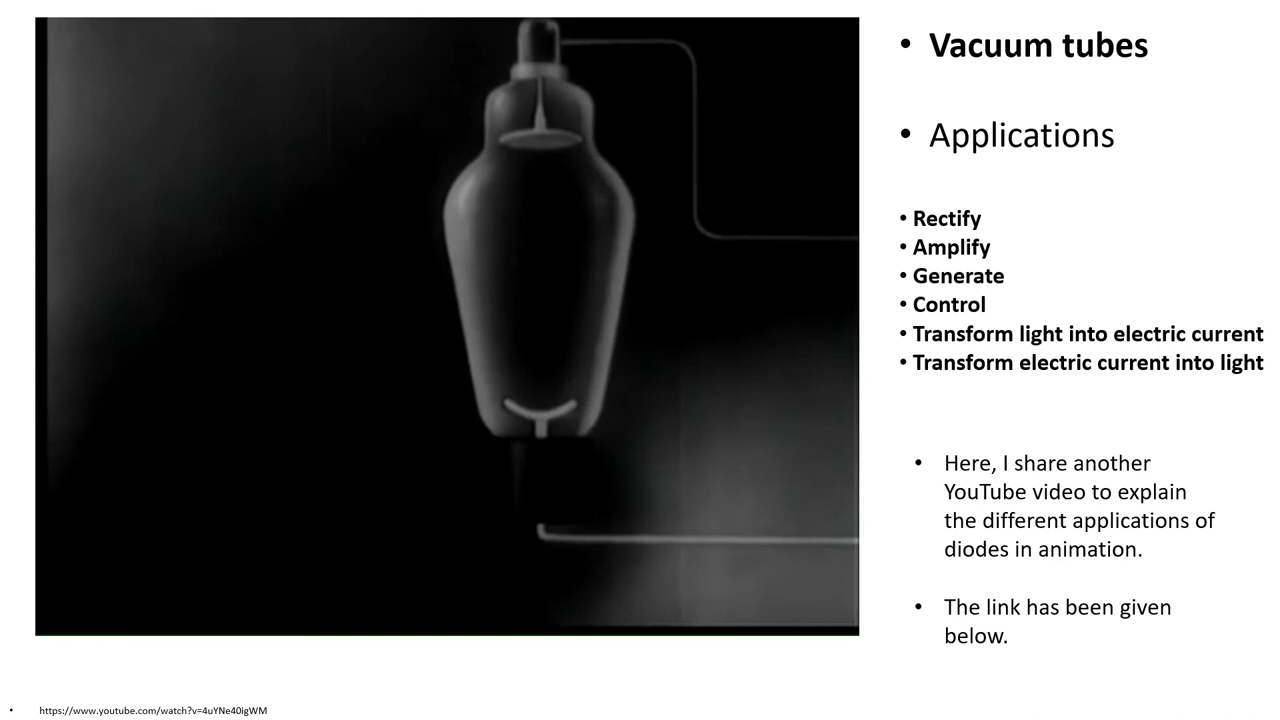 Vacuum tubes
Applications
Rectify
Amplify
Generate
Control
Transform light into electric current
Transform electric current into light
Here, I share another
YouTube video to explain
the different applications of
diodes in animation.
The link has been given
below.
https://www.youtube.com/watch?v=4uYNe40igWM